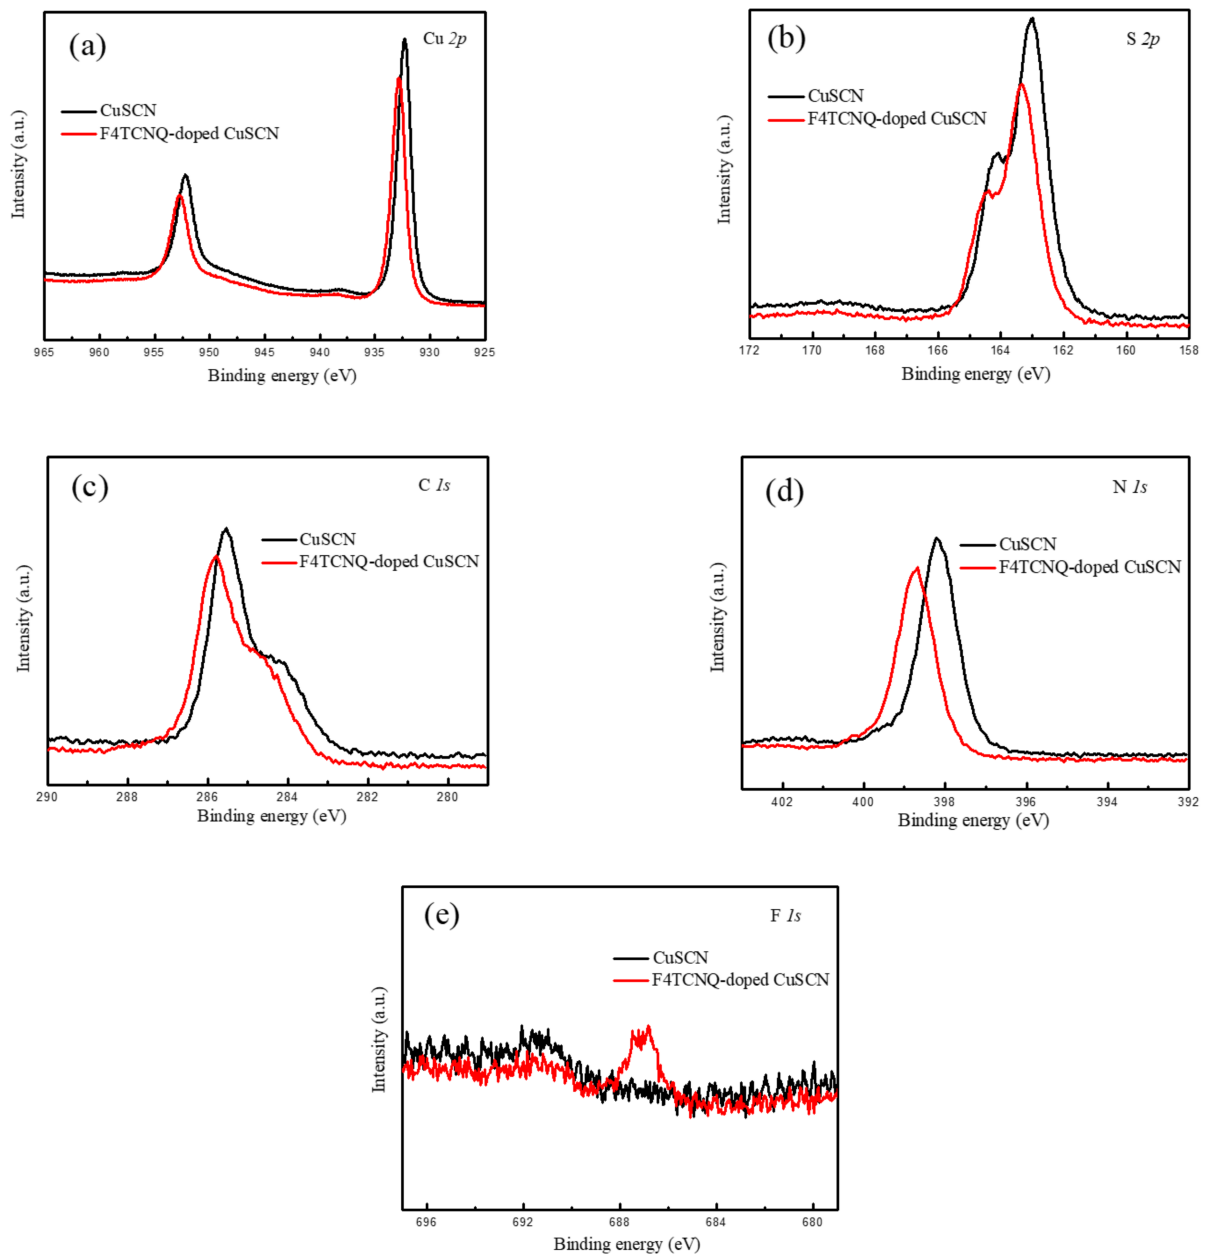 (a)
Cu 2p
CuSCN
F4TCNQ-doped CuSCN
Intensity (a.u.)
965 960 955 950 945 940 935 930 925
Binding energy (eV)
(b)
S 2p
CuSCN
F4TCNQ-doped CuSCN
Intensity (a.u.)
172 170 168 166 164 162 160 158
Binding energy (eV)
(c)
C 1s
CuSCN
F4TCNQ-doped CuSCN
Intensity (a.u.)
290 288 286 284 282 280
Binding energy (eV)
(d)
N 1s
CuSCN
F4TCNQ-doped CuSCN
Intensity (a.u.)
402 400 398 396 394 392
Binding energy (eV)
(e)
F 1s
CuSCN
F4TCNQ-doped CuSCN
Intensity (a.u.)
696 692 688 684 680
Binding energy (eV)